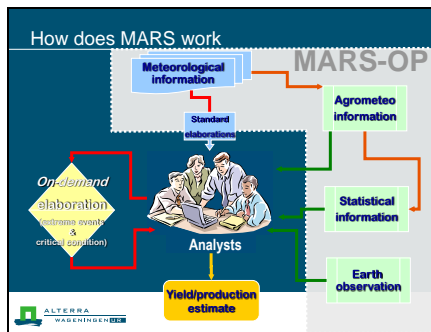 How does MARS work
MARS-OP
Meteorological
information
Agrometeo
information
Standard
elaborations
On-demand
elaboration
(extreme events
&
critical condition)
Analysts
Statistical
information
Earth
observation
Yield/production
estimate
ALTERRA
WAGENINGEN UR